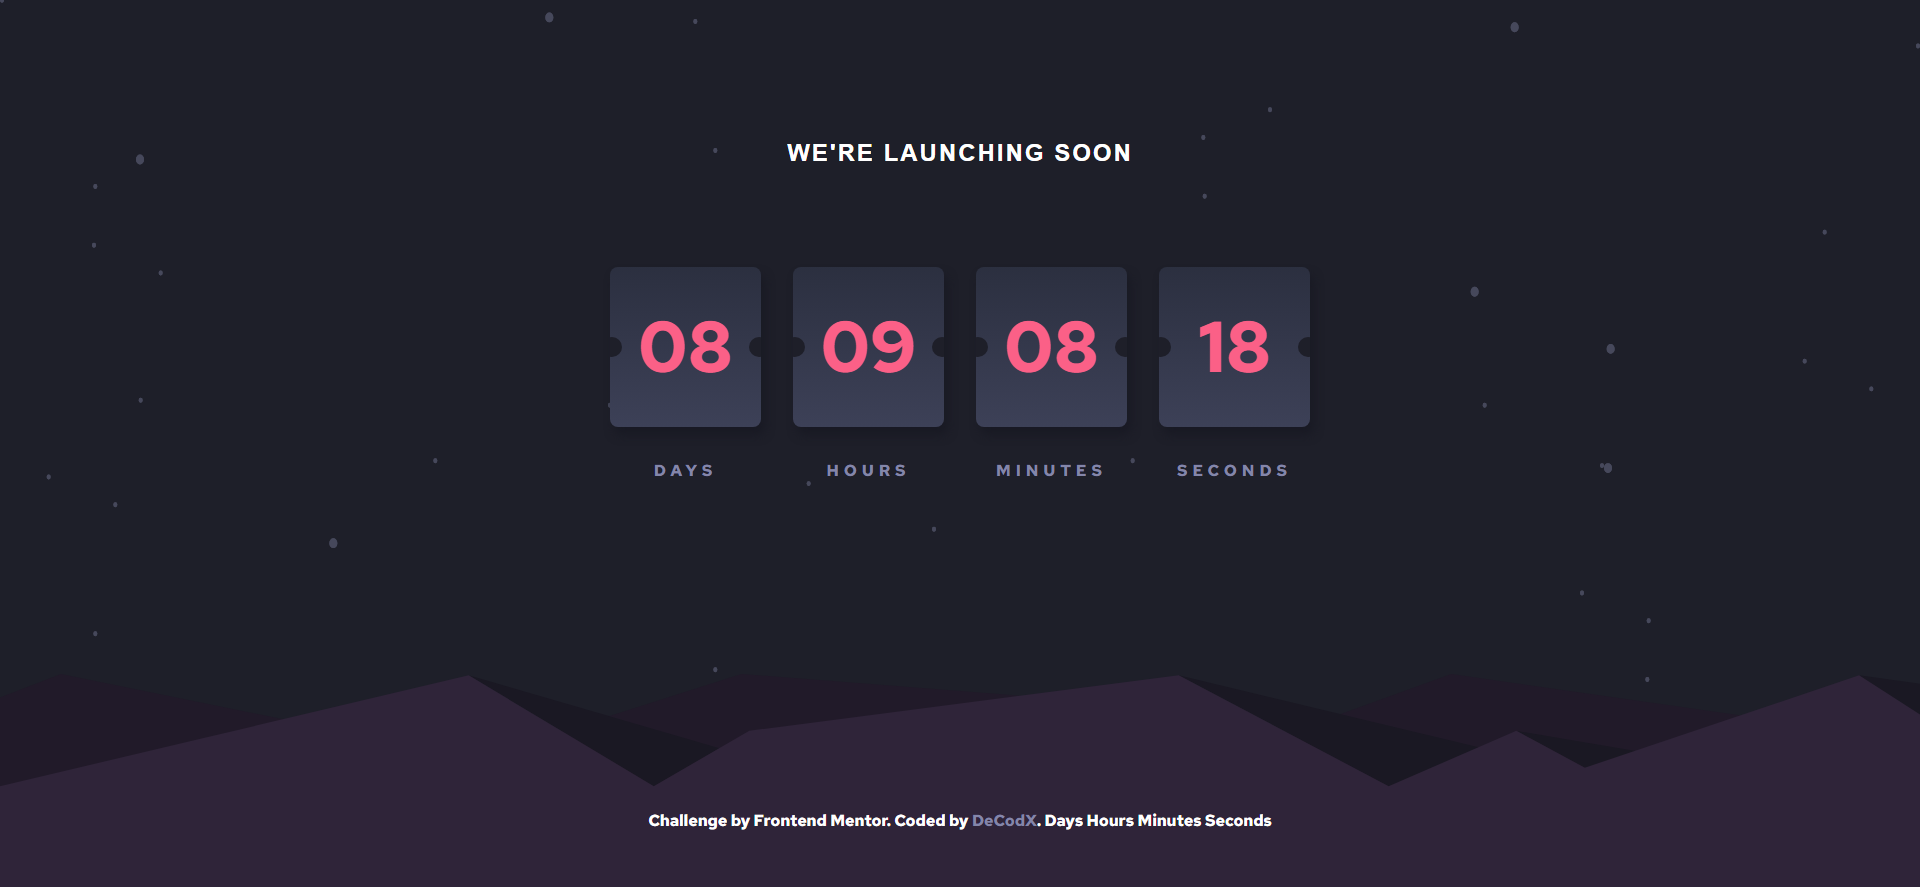 WE'RE LAUNCHING SOON
08 09 08 18
DAYS HOURS MINUTES SECONDS
Challenge by Frontend Mentor. Coded by DeCodX. Days Hours Minutes Seconds